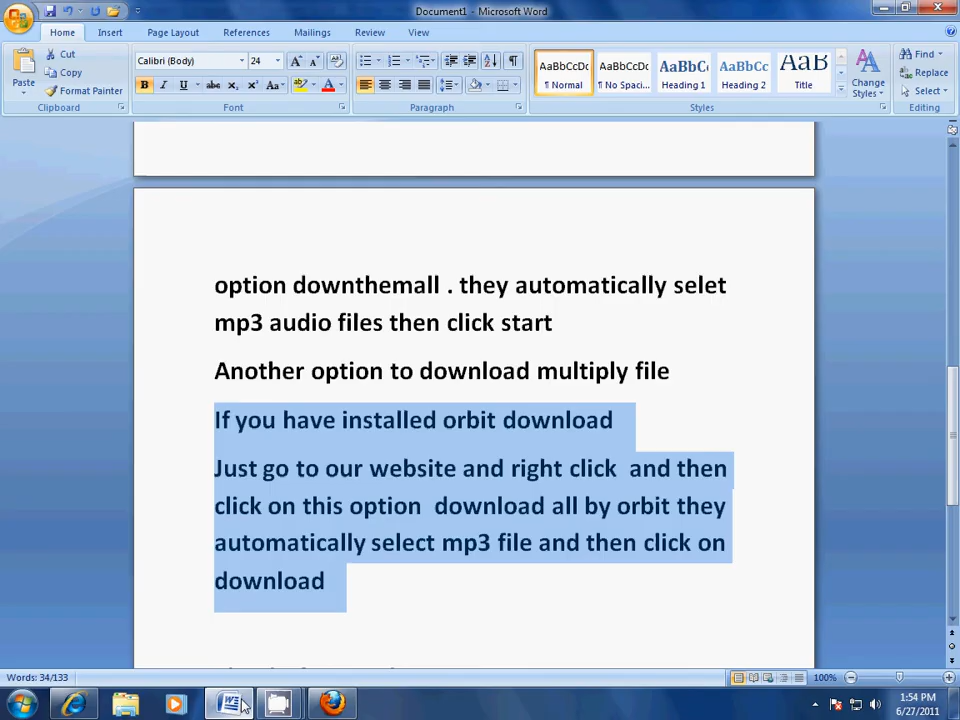 Document1 - Microsoft Word
Home Insert Page Layout References Mailings Review View
Paste
Cut
Copy
Format Painter
Clipboard
Calibri (Body) 24
B I U abc x₂ x² Aa
Font
Paragraph
AaBbCcDc AaBbCcDc AaBbC AaBbCc AaB
¶ Normal ¶ No Spaci... Heading 1 Heading 2 Title
Change
Styles
Styles
Find
Replace
Select
Editing
option downthemall . they automatically selet
mp3 audio files then click start
Another option to download multiply file
If you have installed orbit download
Just go to our website and right click  and then
click on this option  download all by orbit they
automatically select mp3 file and then click on
download
Words: 34/133
100%
1:54 PM
6/27/2011